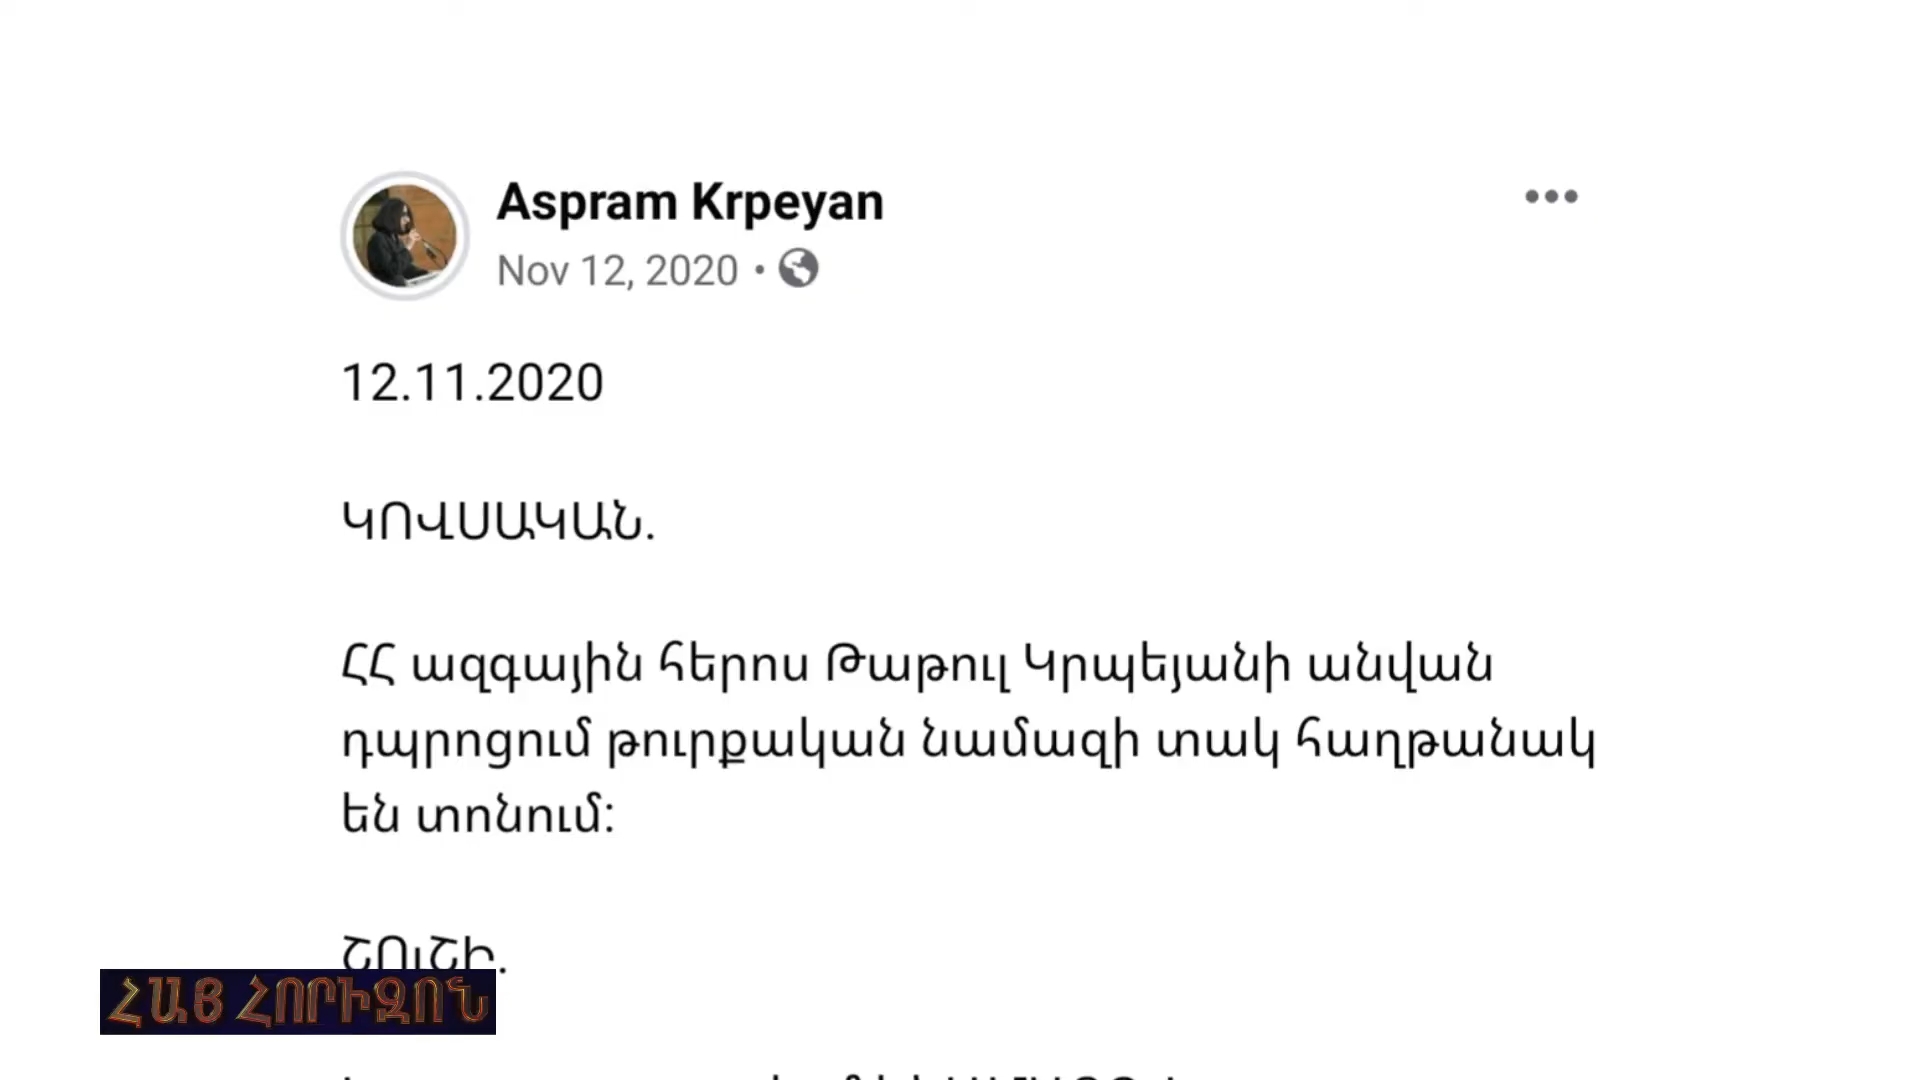 Aspram Krpeyan
Nov 12, 2020 •
12.11.2020
ԿՈՎՍԱԿԱՆ.
ՀՀ ազգային հերոս Թաթուլ Կրպեյանի անվան
դպրոցում թուրքական նամազի տակ հաղթանակ
են տոնում:
ՇՈւՇԻ.
ՀԱՅ ՀՈՐԻԶՈՆ